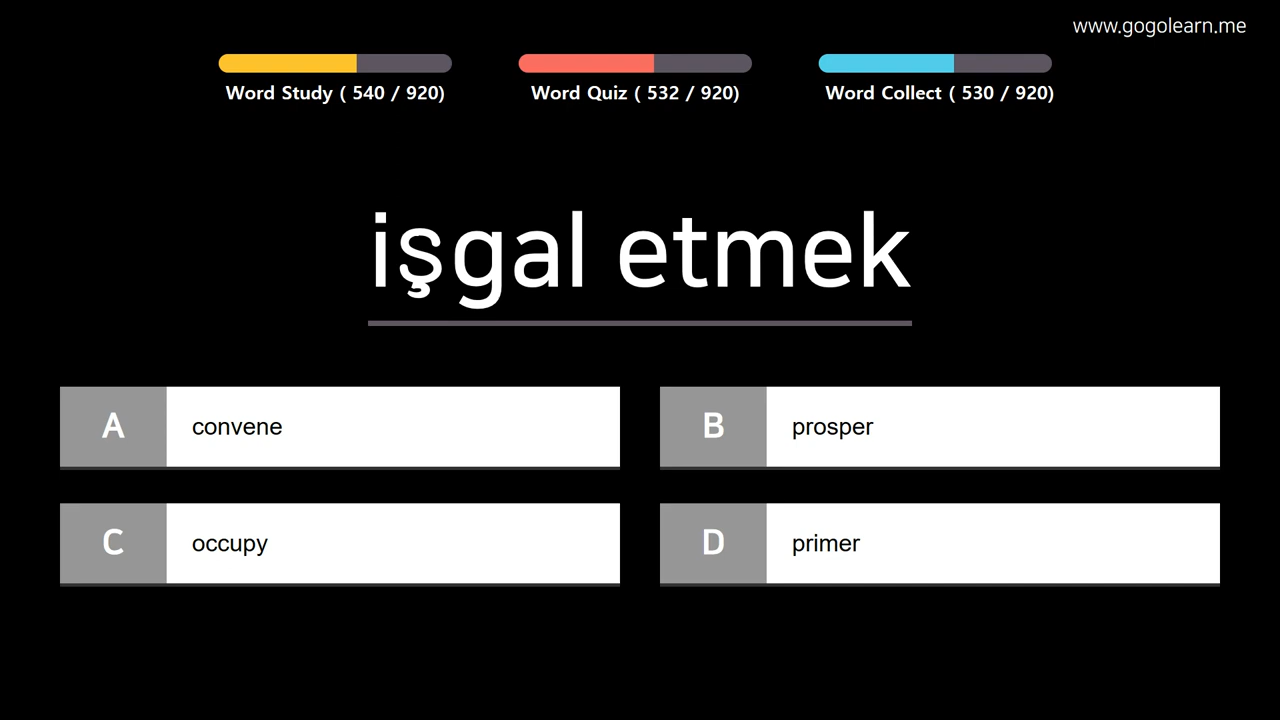 www.gogolearn.me
Word Study ( 540 / 920)
Word Quiz ( 532 / 920)
Word Collect ( 530 / 920)
işgal etmek
A
convene
B
prosper
C
occupy
D
primer